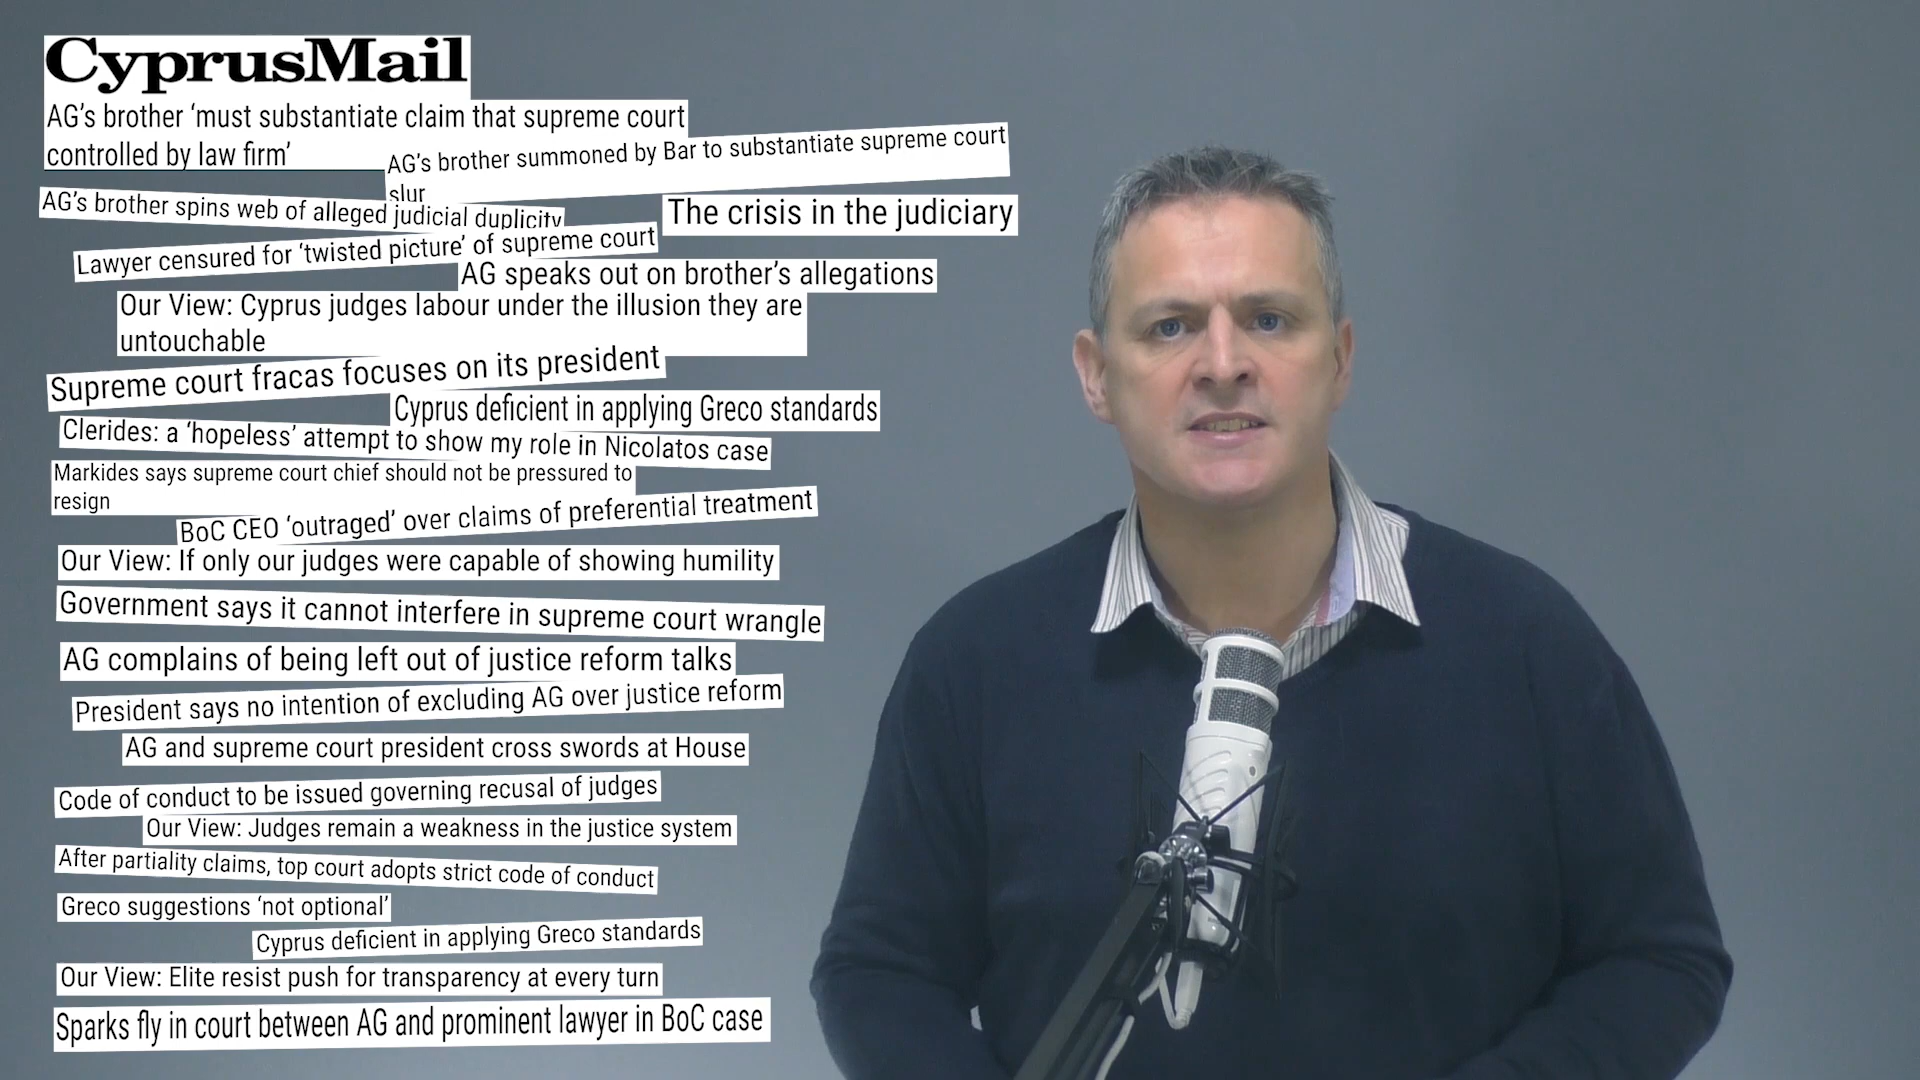 CyprusMail
AG's brother ‘must substantiate claim that supreme court
controlled by law firm’
AG's brother summoned by Bar to substantiate supreme court
slur
AG's brother spins web of alleged judicial duplicity
The crisis in the judiciary
Lawyer censured for ‘twisted picture’ of supreme court
AG speaks out on brother's allegations
Our View: Cyprus judges labour under the illusion they are
untouchable
Supreme court fracas focuses on its president
Cyprus deficient in applying Greco standards
Clerides: a ‘hopeless’ attempt to show my role in Nicolatos case
Markides says supreme court chief should not be pressured to
resign
BoC CEO ‘outraged’ over claims of preferential treatment
Our View: If only our judges were capable of showing humility
Government says it cannot interfere in supreme court wrangle
AG complains of being left out of justice reform talks
President says no intention of excluding AG over justice reform
AG and supreme court president cross swords at House
Code of conduct to be issued governing recusal of judges
Our View: Judges remain a weakness in the justice system
After partiality claims, top court adopts strict code of conduct
Greco suggestions ‘not optional’
Cyprus deficient in applying Greco standards
Our View: Elite resist push for transparency at every turn
Sparks fly in court between AG and prominent lawyer in BoC case